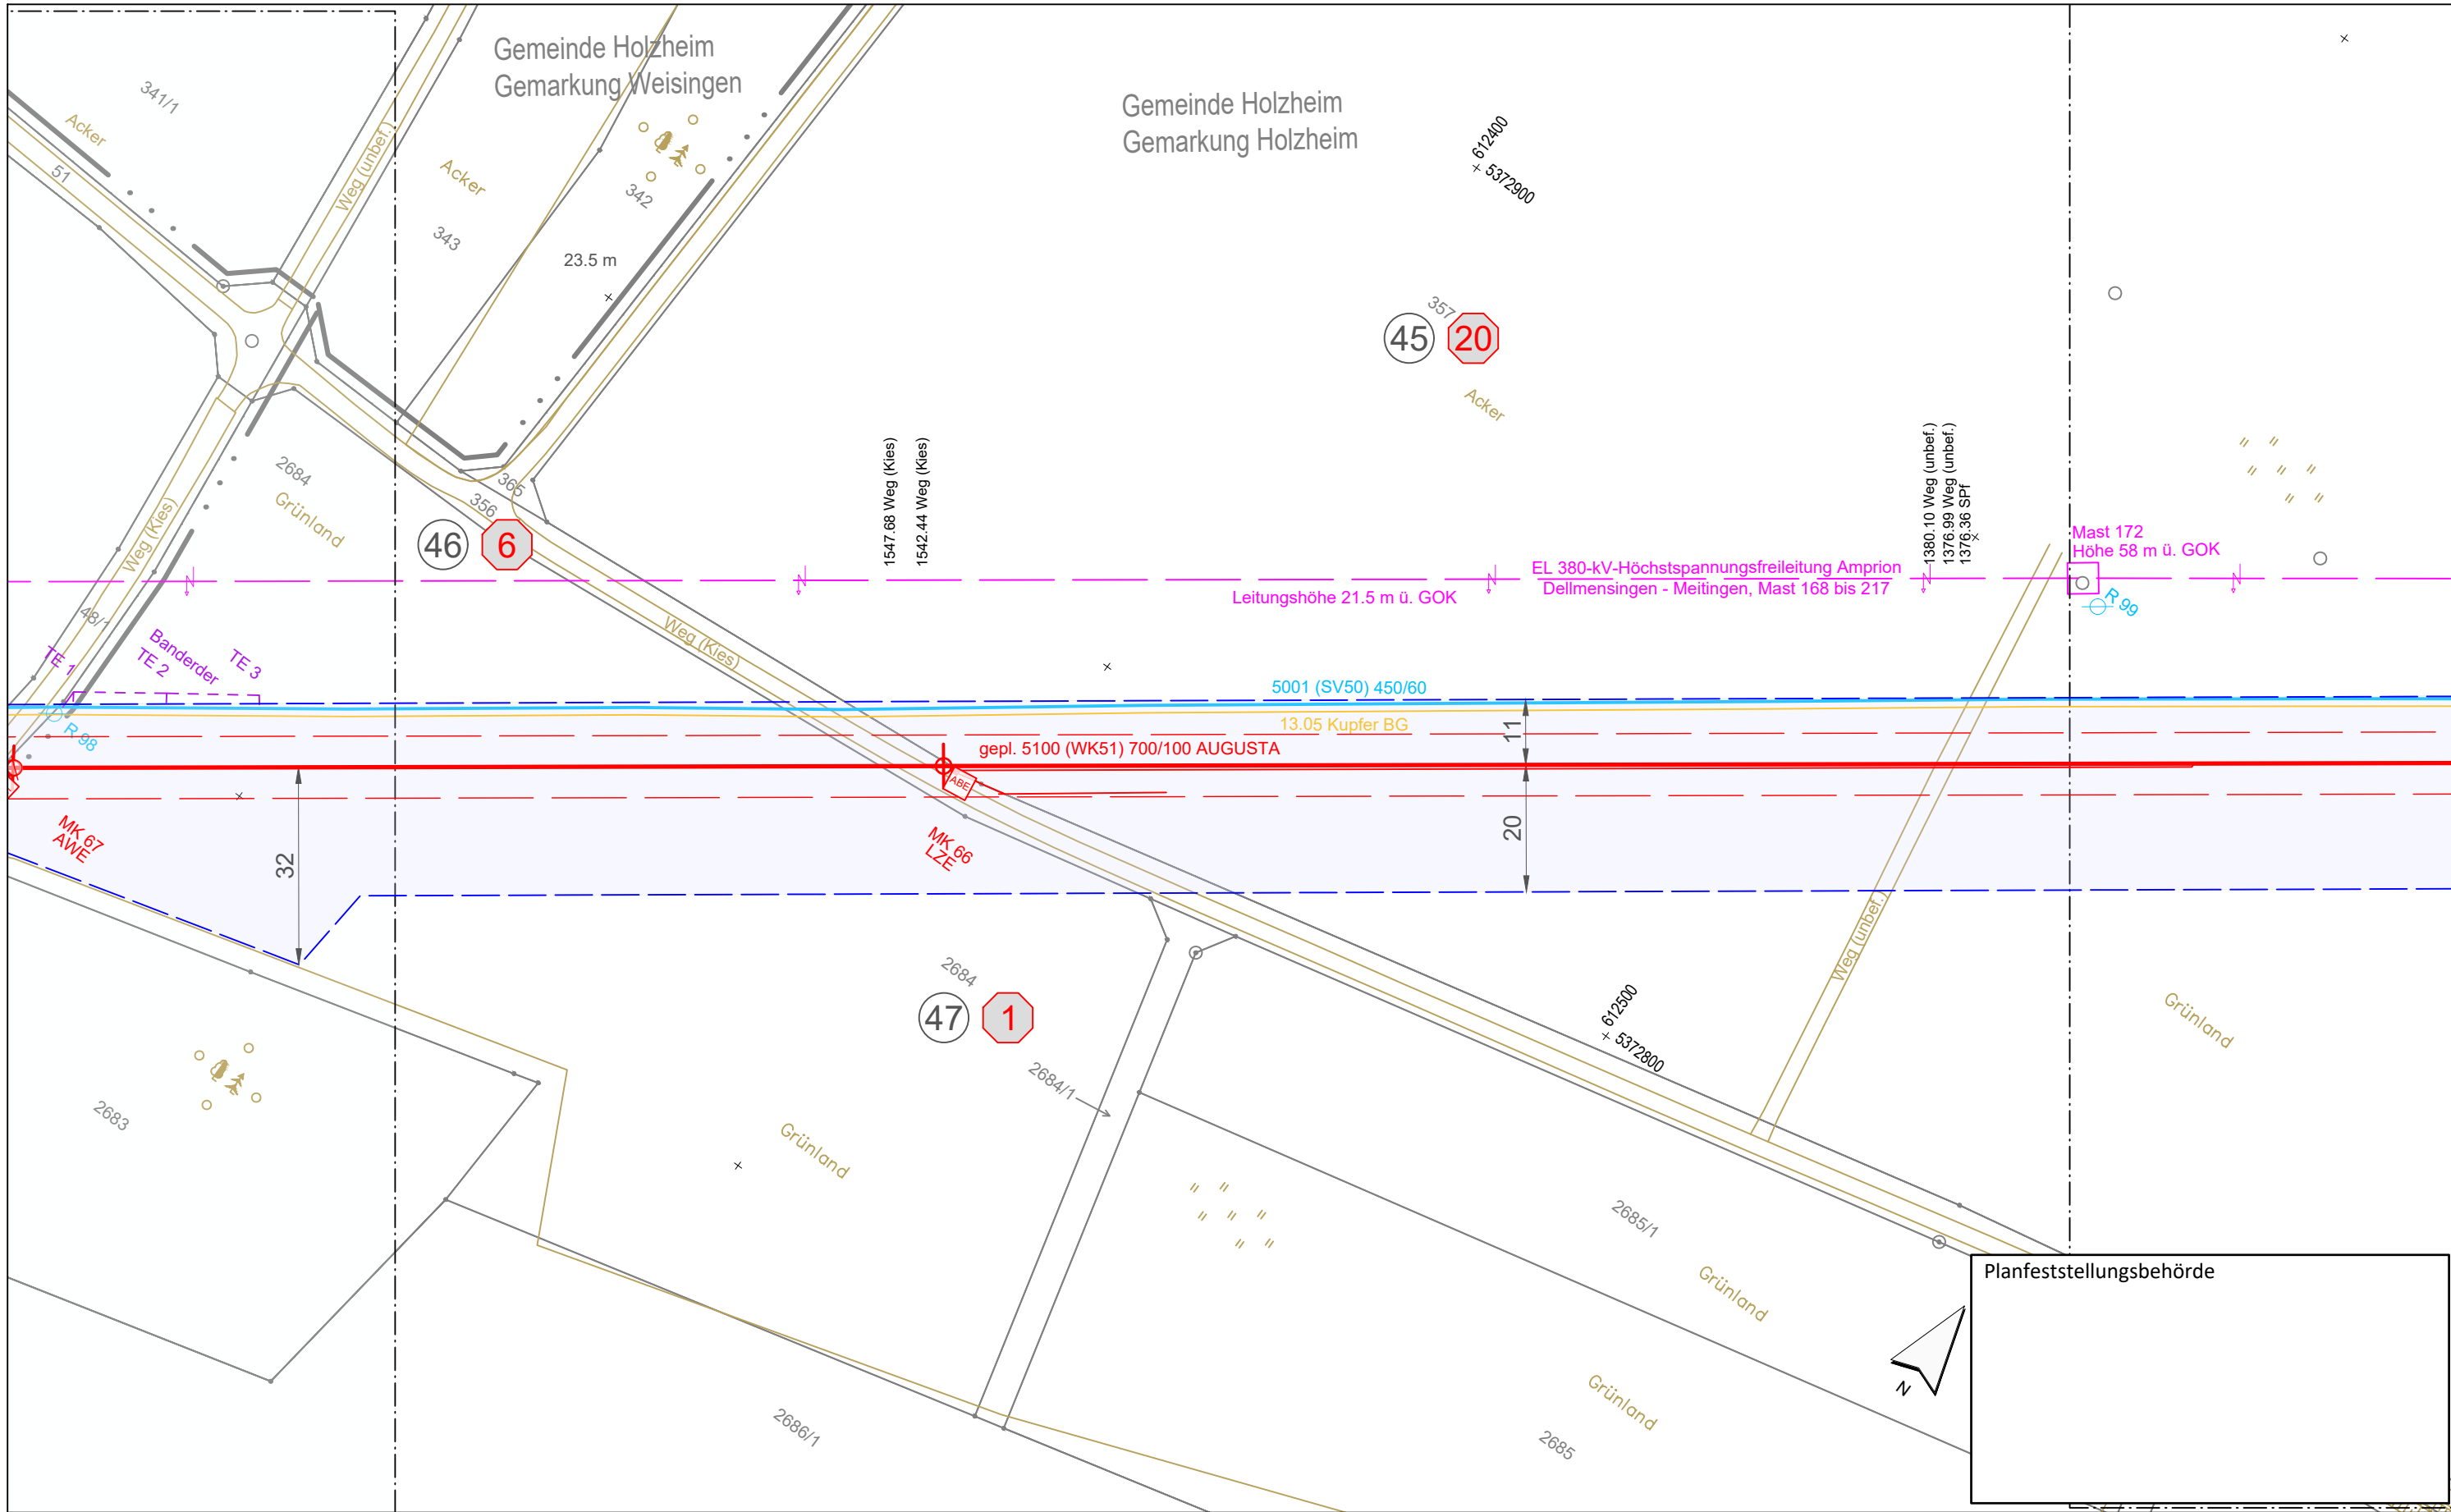 Gemeinde Holzheim
Gemarkung Weisingen
Gemeinde Holzheim
Gemarkung Holzheim
341/1
Acker
51
Weg (unbef.)
Acker
343
342
23.5 m
612400
+ 5372900
357
45
20
Acker
2684
Grünland
356
365
46
6
Weg (Kies)
48/1
1547.68 Weg (Kies)
1542.44 Weg (Kies)
1380.10 Weg (unbef.)
1376.99 Weg (unbef.)
1376.36 SPf
Mast 172
Höhe 58 m ü. GOK
EL 380-kV-Höchstspannungsfreileitung Amprion
Dellmensingen - Meitingen, Mast 168 bis 217
Leitungshöhe 21.5 m ü. GOK
R 99
Weg (Kies)
TE 1
Banderder
TE 2
TE 3
5001 (SV50) 450/60
13.05 Kupfer BG
R 98
gepl. 5100 (WK51) 700/100 AUGUSTA
11
ABE
MK 67
AWE
32
MK 66
LZE
20
Weg (unbef.)
2684
47
1
612500
+ 5372800
Grünland
2684/1
2683
Grünland
2685/1
Grünland
Grünland
2686/1
2685
N
Planfeststellungsbehörde